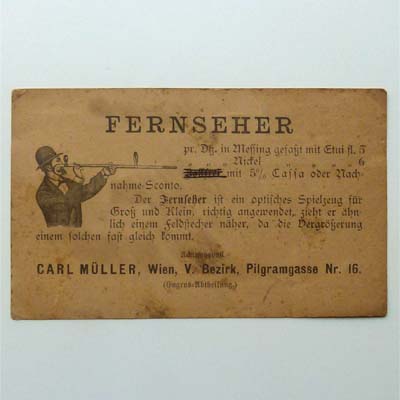 FERNSEHER
pr. Dtz. in Messing gefaßt mit Etui fl. 5
„ „ „ Nickel „ „ „ „ 6
mit 5% Cassa oder Nach-
nahme-Sconto.
Der Fernseher ist ein optisches Spielzeug für
Groß und Klein, richtig angewendet, zieht er ähn-
lich einem Feldstecher näher, da die Vergrößerung
einem solchen fast gleich kommt.
Achtungsvoll
CARL MÜLLER, Wien, V. Bezirk, Pilgramgasse Nr. 16.
(Engros-Abtheilung.)